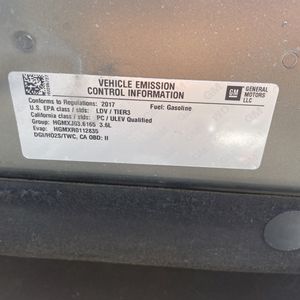 VEHICLE EMISSION
CONTROL INFORMATION
GM
GENERAL
MOTORS
LLC
Conforms to Regulations: 2017
Fuel: Gasoline
U.S. EPA class / stds: LDV / TIER3
California class / stds: PC / ULEV Qualified
Group: HGMXJ03.6165 3.6L
Evap: HGMXR0112835
DGI/HO2S/TWC, CA OBD: II